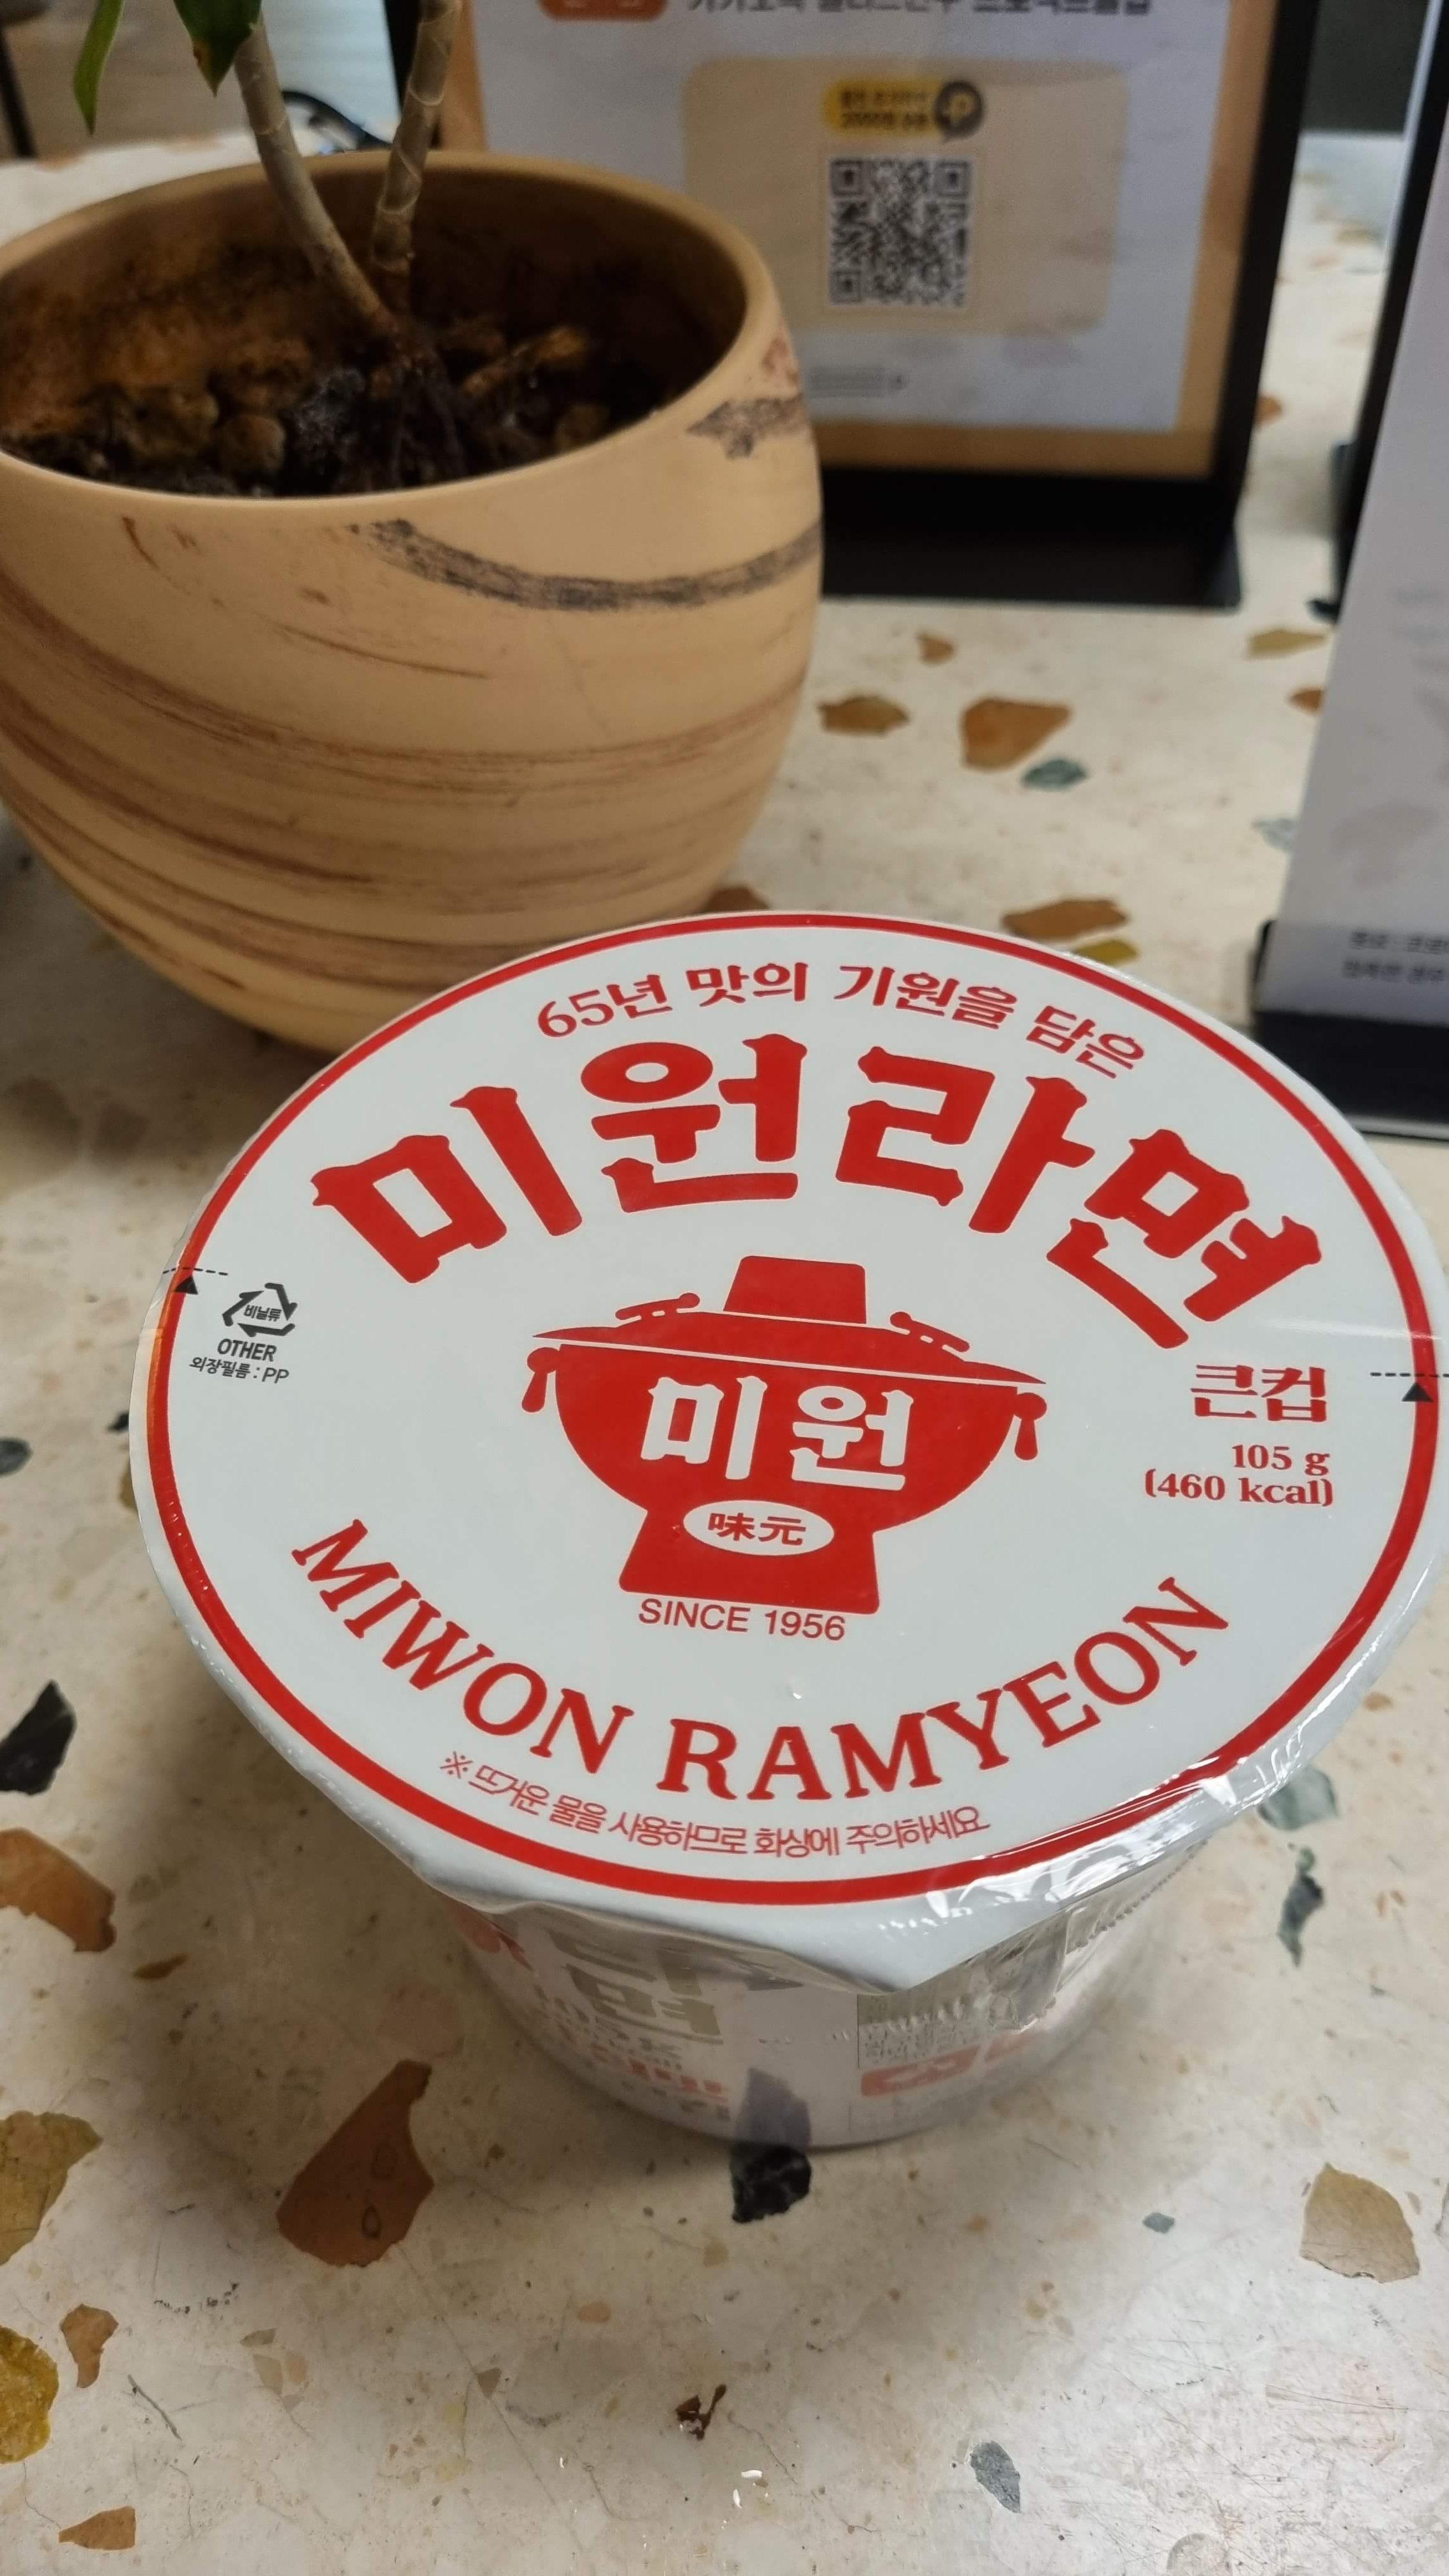 65년 맛의 기원을 담은
미원라면
비닐류
OTHER
외장필름 : PP
미원
味元
SINCE 1956
큰컵
105 g
(460 kcal)
MIWON RAMYEON
※ 뜨거운 물을 사용하므로 화상에 주의하세요